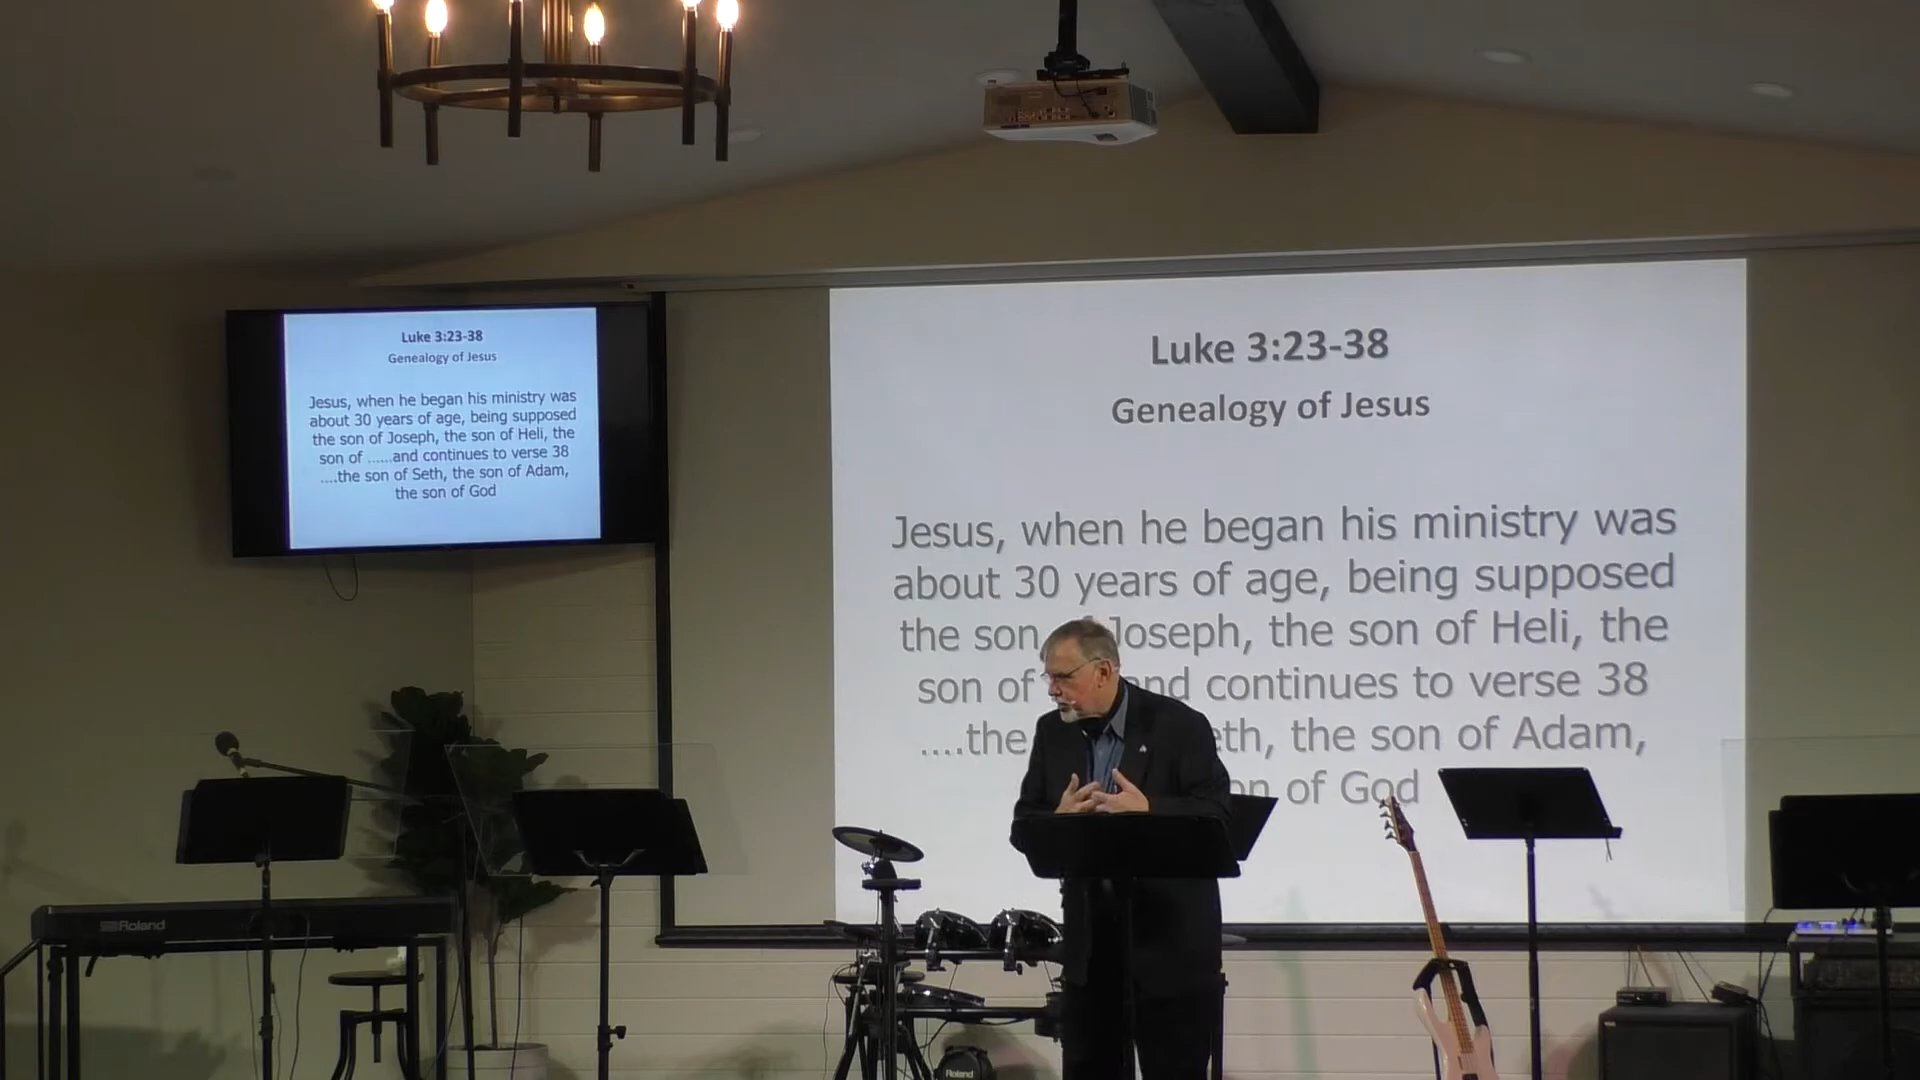 Luke 3:23-38
Genealogy of Jesus
Jesus, when he began his ministry was
about 30 years of age, being supposed
the son of Joseph, the son of Heli, the
son of ......and continues to verse 38
....the son of Seth, the son of Adam,
the son of God
Luke 3:23-38
Genealogy of Jesus
Jesus, when he began his ministry was
about 30 years of age, being supposed
the son Joseph, the son of Heli, the
son of and continues to verse 38
....the eth, the son of Adam,
on of God
Roland
Roland